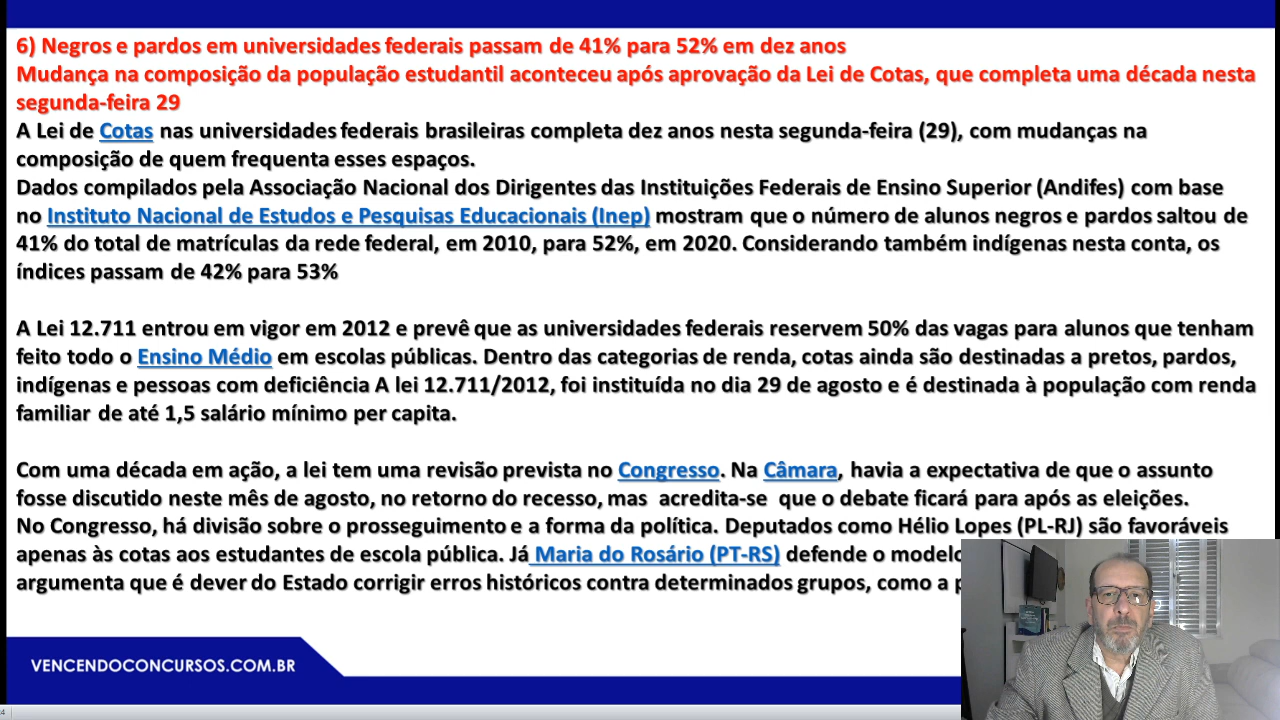 6) Negros e pardos em universidades federais passam de 41% para 52% em dez anos
Mudança na composição da população estudantil aconteceu após aprovação da Lei de Cotas, que completa uma década nesta
segunda-feira 29
A Lei de Cotas nas universidades federais brasileiras completa dez anos nesta segunda-feira (29), com mudanças na
composição de quem frequenta esses espaços.
Dados compilados pela Associação Nacional dos Dirigentes das Instituições Federais de Ensino Superior (Andifes) com base
no Instituto Nacional de Estudos e Pesquisas Educacionais (Inep) mostram que o número de alunos negros e pardos saltou de
41% do total de matrículas da rede federal, em 2010, para 52%, em 2020. Considerando também indígenas nesta conta, os
índices passam de 42% para 53%
A Lei 12.711 entrou em vigor em 2012 e prevê que as universidades federais reservem 50% das vagas para alunos que tenham
feito todo o Ensino Médio em escolas públicas. Dentro das categorias de renda, cotas ainda são destinadas a pretos, pardos,
indígenas e pessoas com deficiência A lei 12.711/2012, foi instituída no dia 29 de agosto e é destinada à população com renda
familiar de até 1,5 salário mínimo per capita.
Com uma década em ação, a lei tem uma revisão prevista no Congresso. Na Câmara, havia a expectativa de que o assunto
fosse discutido neste mês de agosto, no retorno do recesso, mas acredita-se que o debate ficará para após as eleições.
No Congresso, há divisão sobre o prosseguimento e a forma da política. Deputados como Hélio Lopes (PL-RJ) são favoráveis
apenas às cotas aos estudantes de escola pública. Já Maria do Rosário (PT-RS) defende o modelo
argumenta que é dever do Estado corrigir erros históricos contra determinados grupos, como a
VENCENDOCONCURSOS.COM.BR